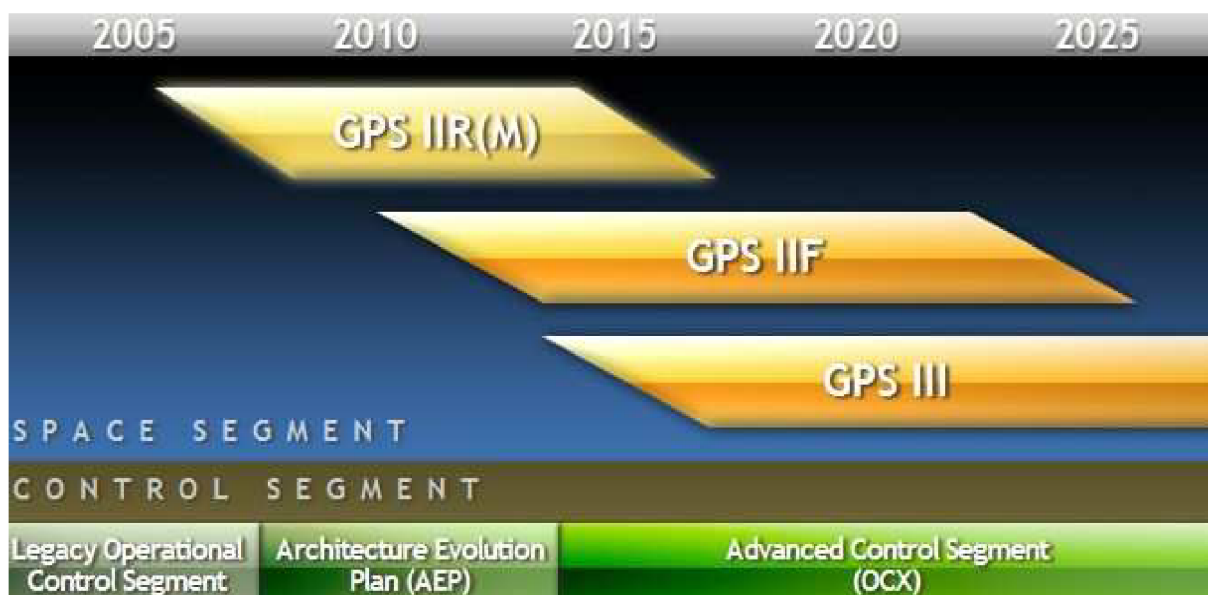 2005 2010 2015 2020 2025
GPS IIR(M)
GPS IIF
GPS III
SPACE SEGMENT
CONTROL SEGMENT
Legacy Operational
Control Segment
Architecture Evolution
Plan (AEP)
Advanced Control Segment
(OCX)